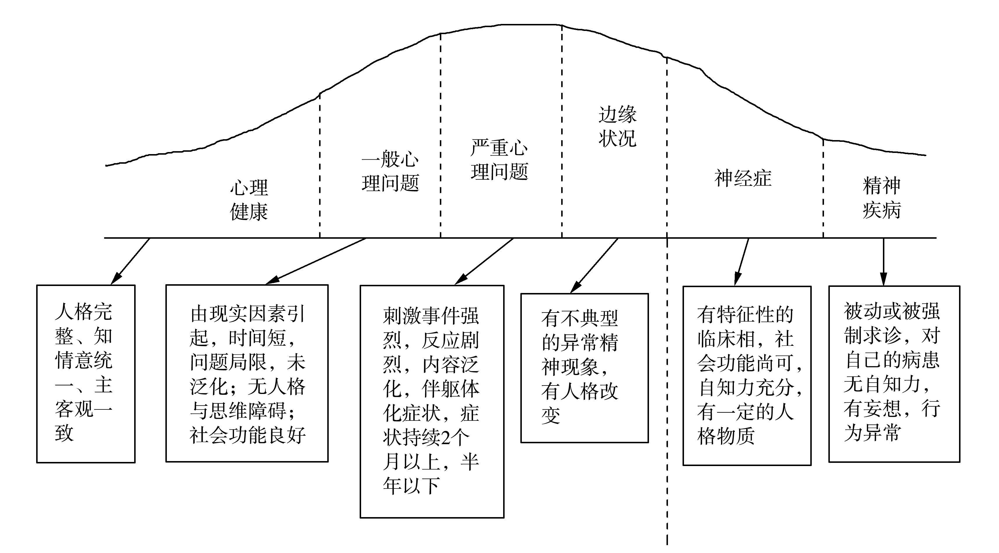 心理
健康
一般心
理问题
严重心
理问题
边缘
状况
神经症
精神
疾病
人格完
整、知
情意统
一、主
客观一
致
由现实因素引
起，时间短，
问题局限，未
泛化；无人格
与思维障碍；
社会功能良好
刺激事件强
烈，反应剧
烈，内容泛
化，伴躯体
化症状，症
状持续2个
月以上，半
年以下
有不典型
的异常精
神现象，
有人格改
变
有特征性的
临床相，社
会功能尚可，
自知力充分，
有一定的人
格物质
被动或被强
制求诊，对
自己的病患
无自知力，
有妄想，行
为异常